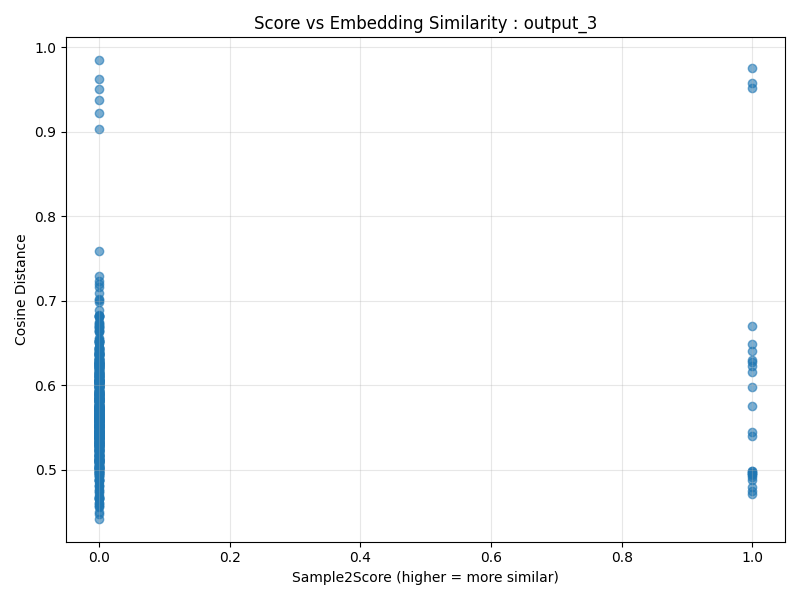 Score vs Embedding Similarity : output_3
1.0
0.9
0.8
0.7
0.6
0.5
Cosine Distance
0.0 0.2 0.4 0.6 0.8 1.0
Sample2Score (higher = more similar)